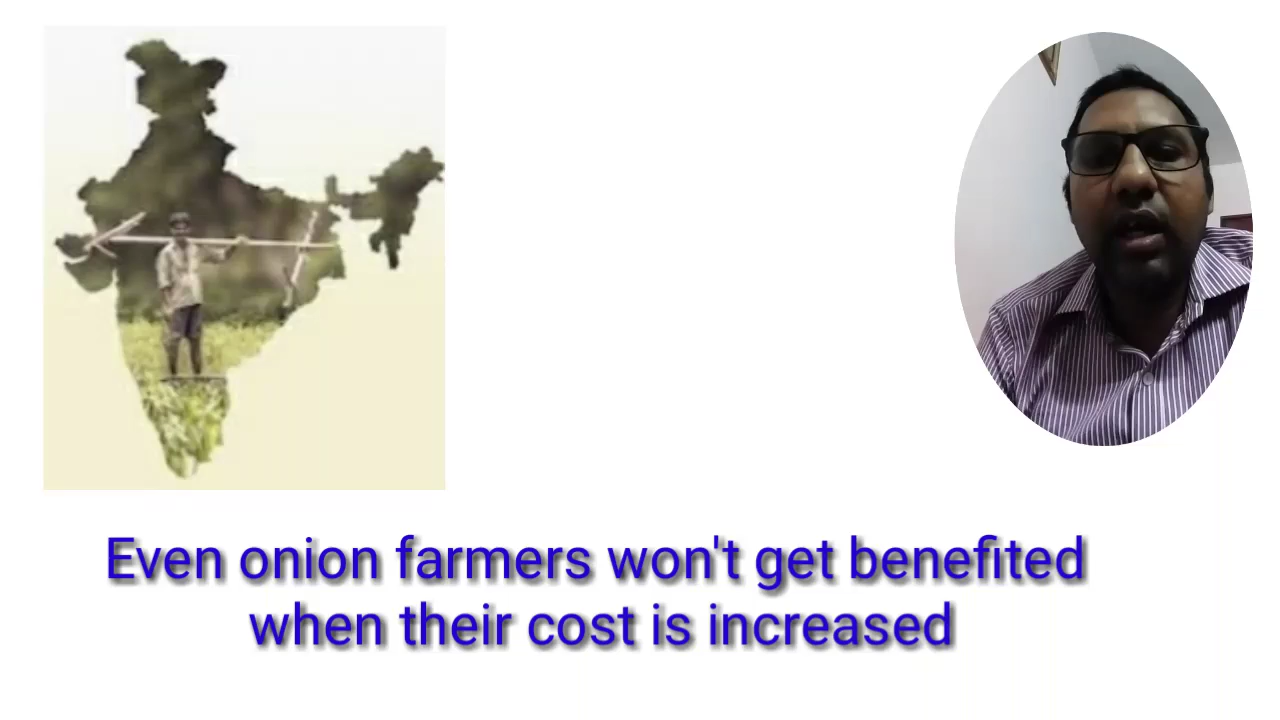 Even onion farmers won't get benefited
when their cost is increased